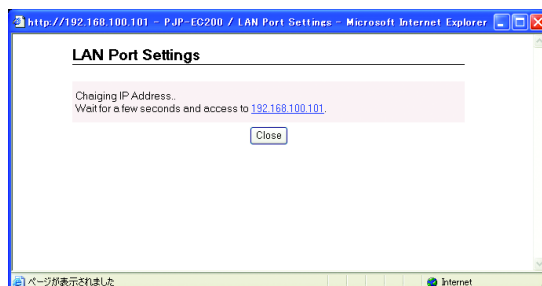 http://192.168.100.101 - PJP-EC200 / LAN Port Settings - Microsoft Internet Explorer
LAN Port Settings
Chaiging IP Address..
Wait for a few seconds and access to 192.168.100.101.
Close
ページが表示されました
Internet